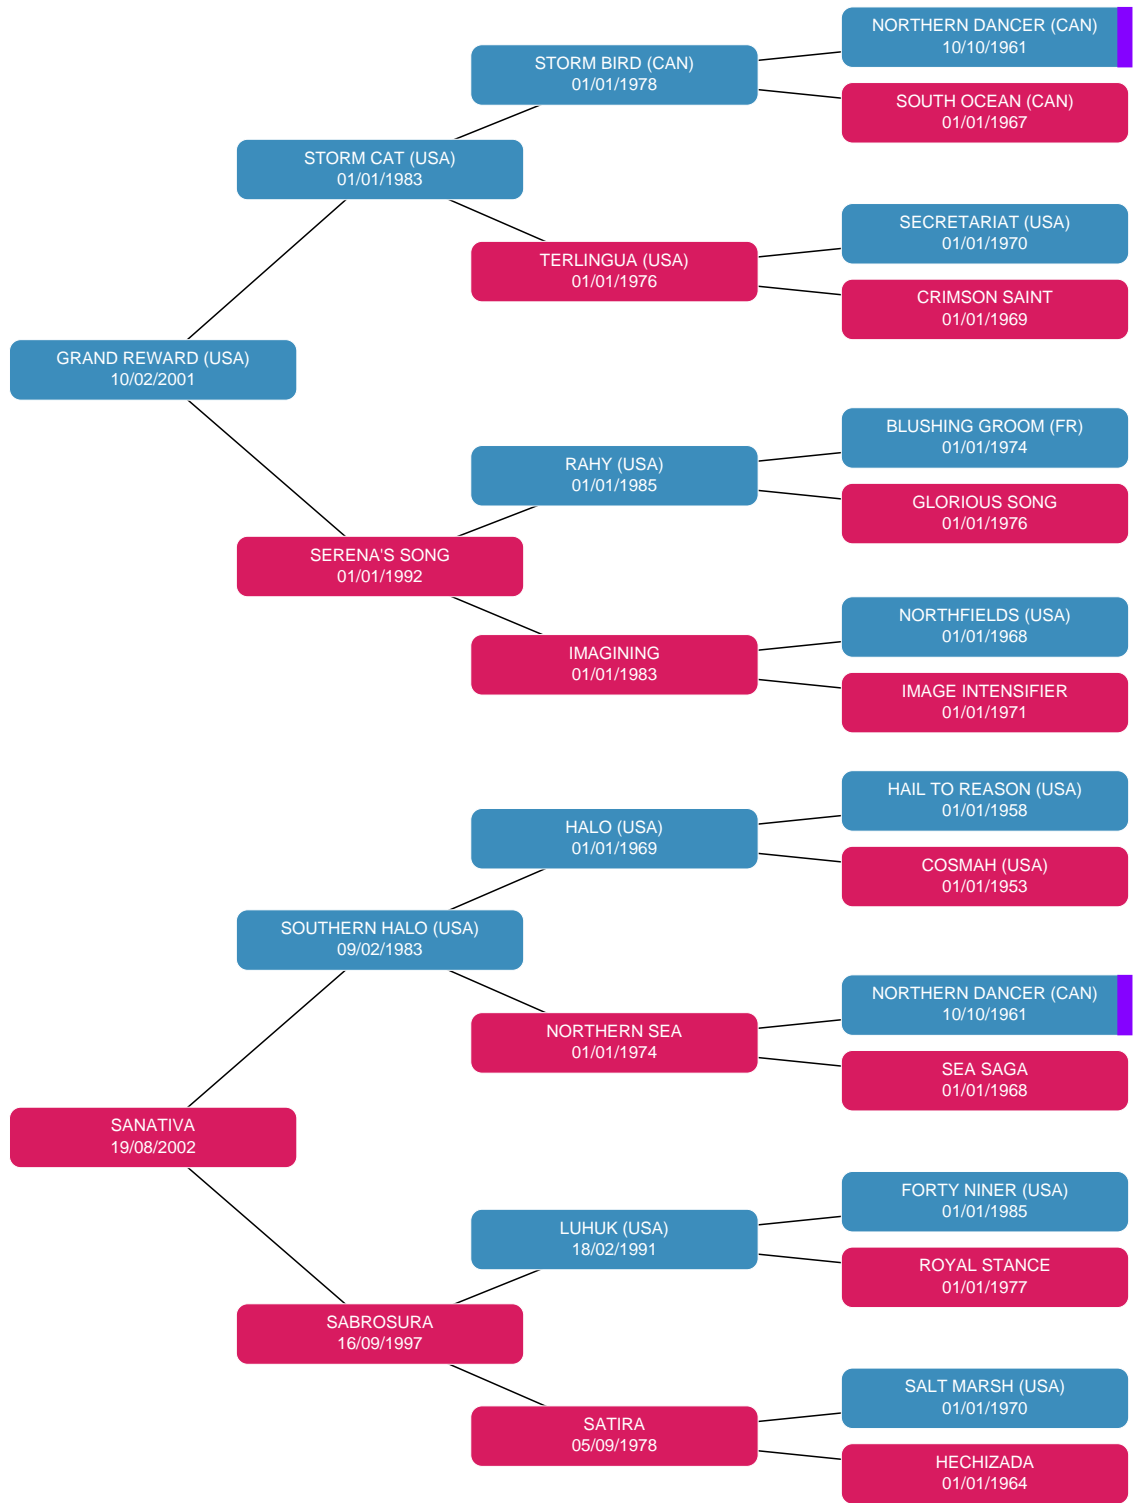 NORTHERN DANCER (CAN)
10/10/1961
STORM BIRD (CAN)
01/01/1978
SOUTH OCEAN (CAN)
01/01/1967
STORM CAT (USA)
01/01/1983
SECRETARIAT (USA)
01/01/1970
TERLINGUA (USA)
01/01/1976
CRIMSON SAINT
01/01/1969
GRAND REWARD (USA)
10/02/2001
BLUSHING GROOM (FR)
01/01/1974
RAHY (USA)
01/01/1985
GLORIOUS SONG
01/01/1976
SERENA'S SONG
01/01/1992
NORTHFIELDS (USA)
01/01/1968
IMAGINING
01/01/1983
IMAGE INTENSIFIER
01/01/1971
HAIL TO REASON (USA)
01/01/1958
HALO (USA)
01/01/1969
COSMAH (USA)
01/01/1953
SOUTHERN HALO (USA)
09/02/1983
NORTHERN DANCER (CAN)
10/10/1961
NORTHERN SEA
01/01/1974
SEA SAGA
01/01/1968
SANATIVA
19/08/2002
FORTY NINER (USA)
01/01/1985
LUHUK (USA)
18/02/1991
ROYAL STANCE
01/01/1977
SABROSURA
16/09/1997
SALT MARSH (USA)
01/01/1970
SATIRA
05/09/1978
HECHIZADA
01/01/1964